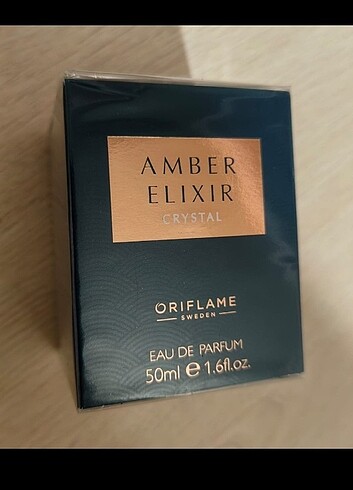 AMBER
ELIXIR
CRYSTAL
ORIFLAME
SWEDEN
EAU DE PARFUM
50ml e 1.6fl.oz.